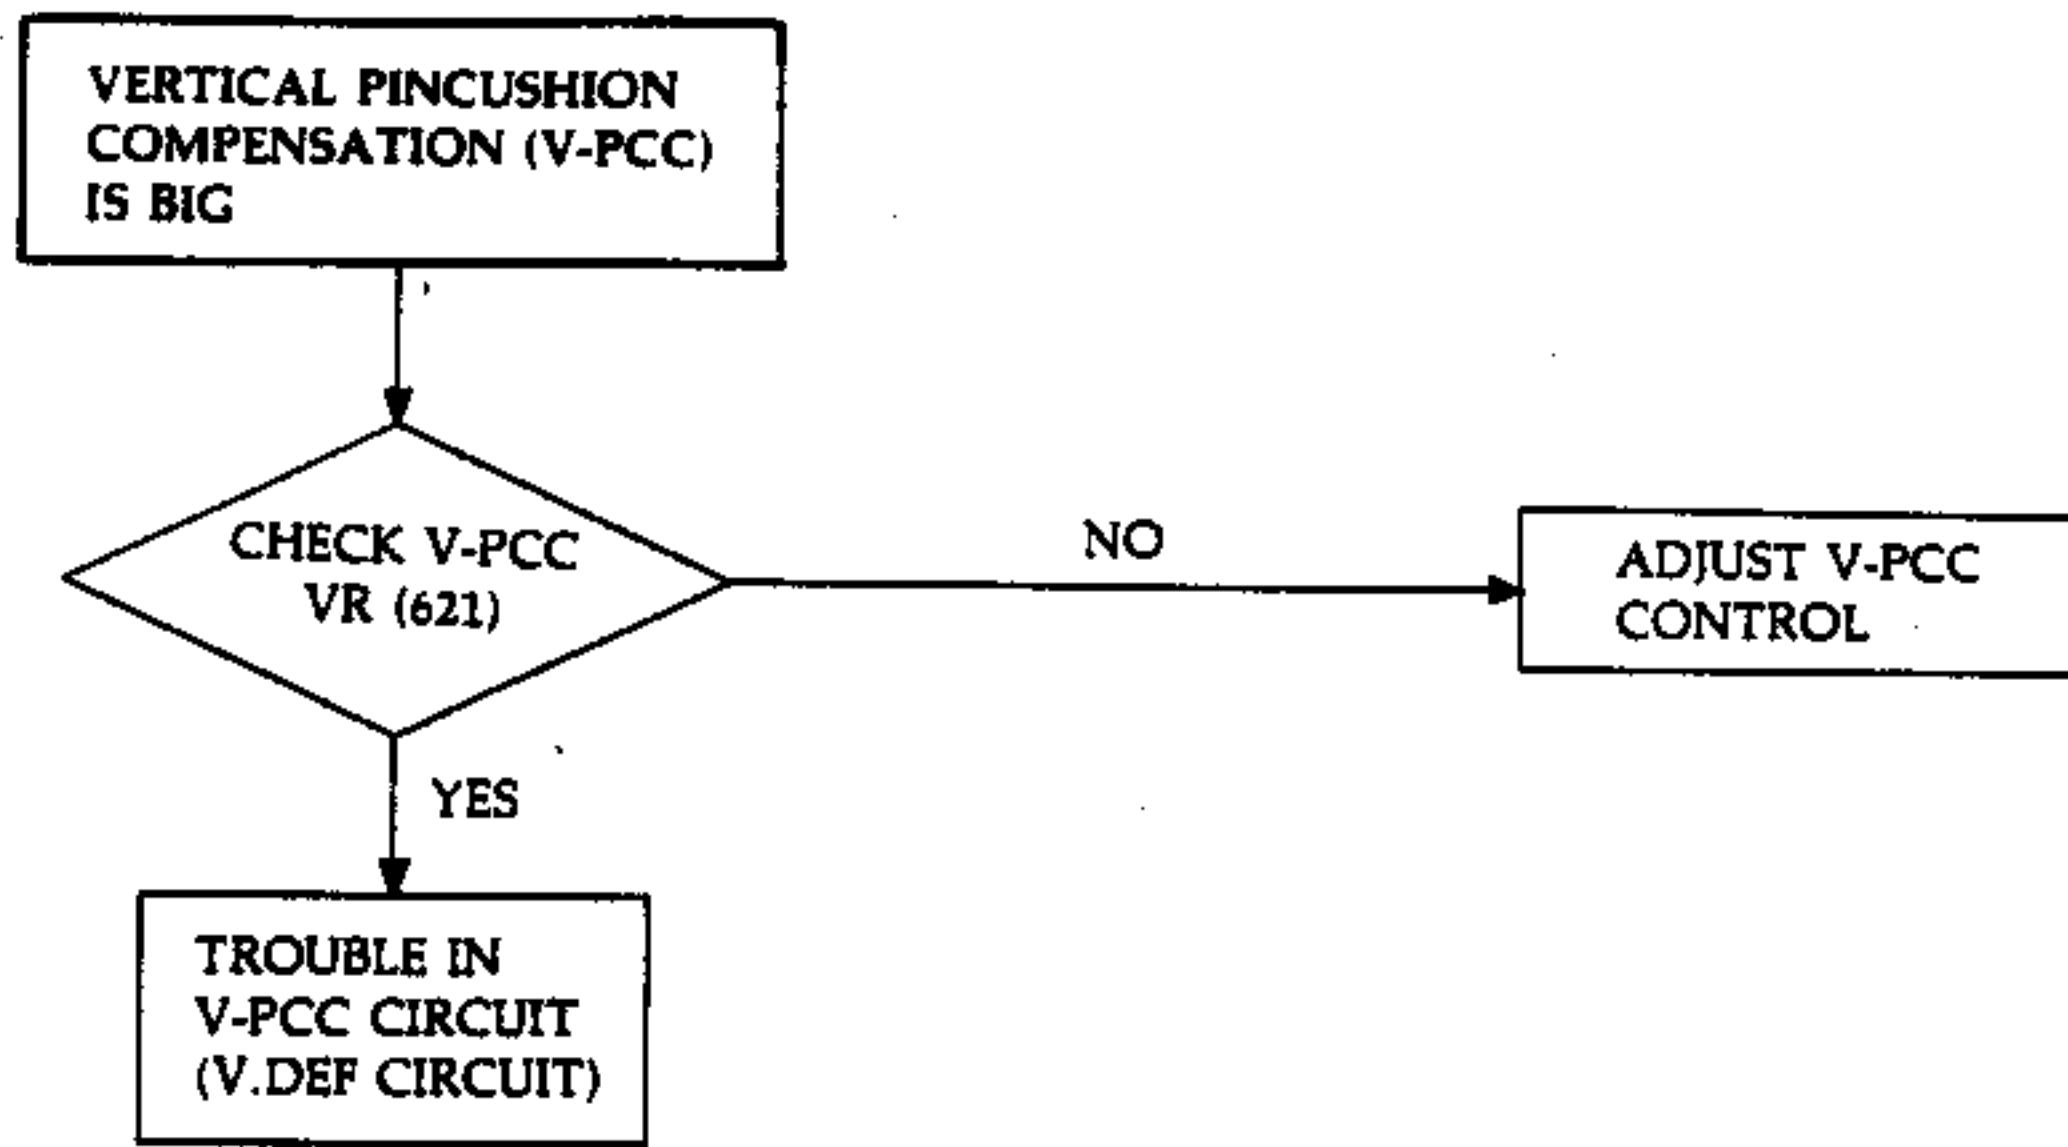 VERTICAL PINCUSHION
COMPENSATION (V-PCC)
IS BIG
CHECK V-PCC
VR (621)
NO
ADJUST V-PCC
CONTROL
YES
TROUBLE IN
V-PCC CIRCUIT
(V.DEF CIRCUIT)